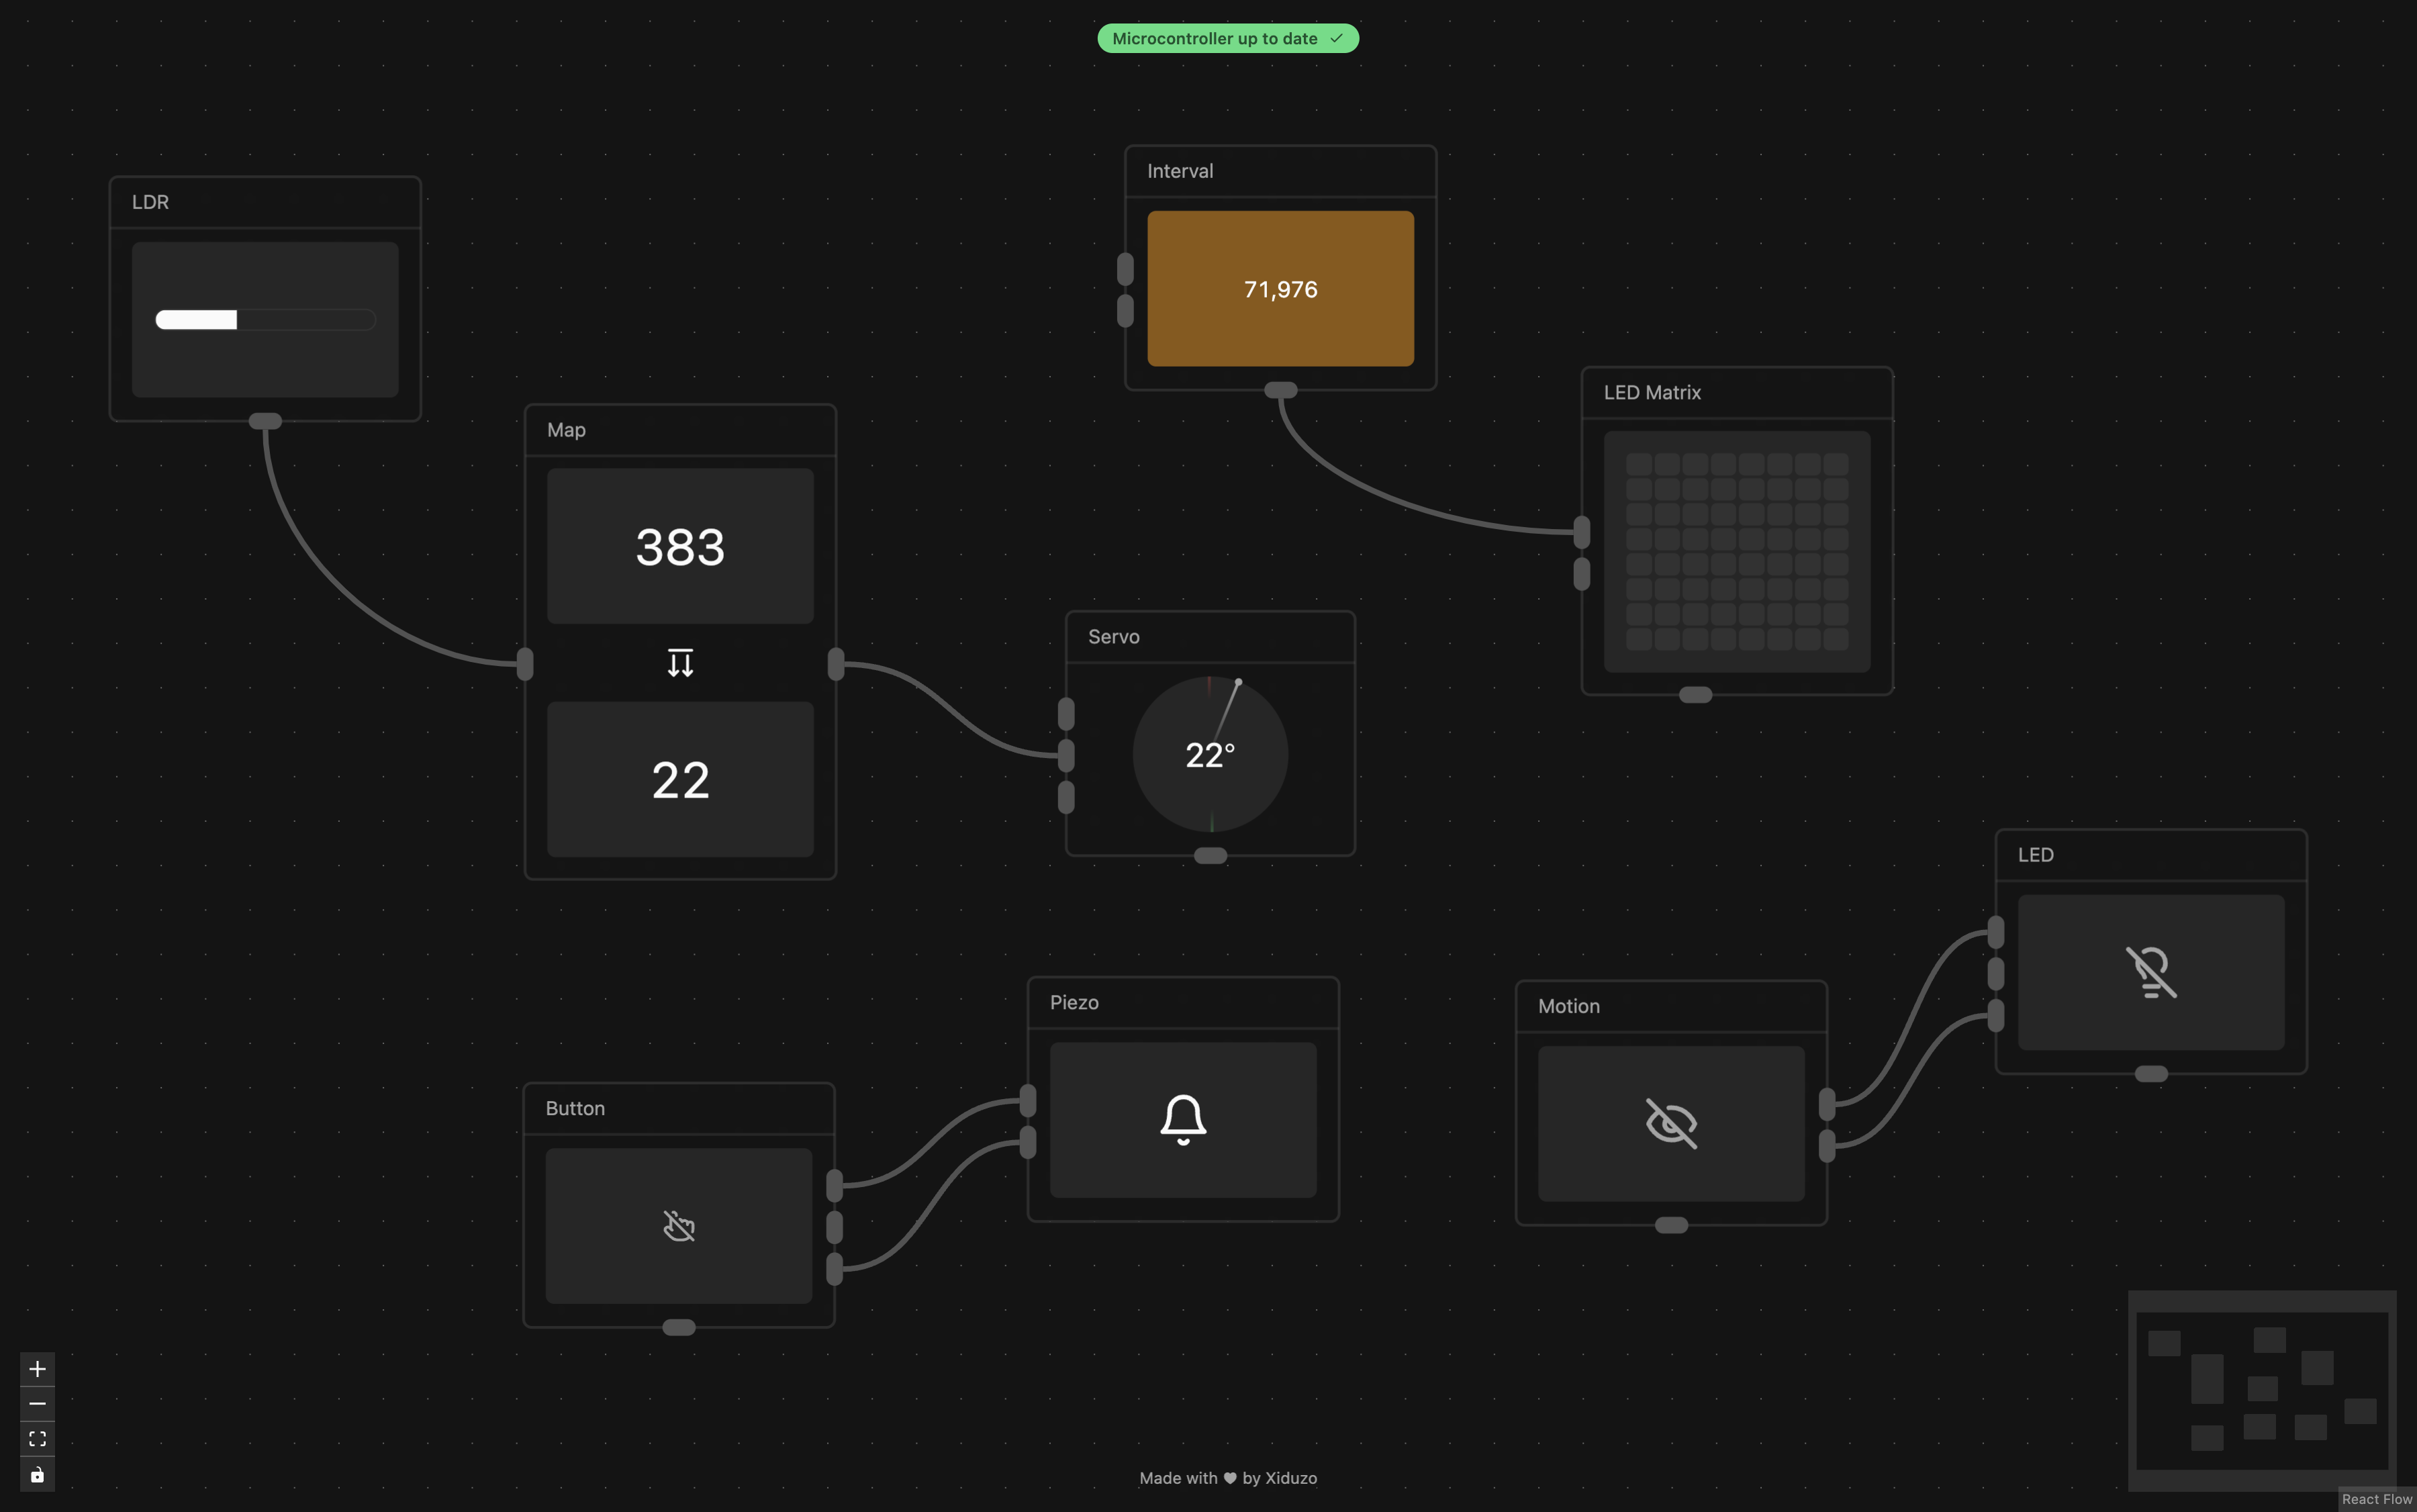 Microcontroller up to date
Interval
71,976
LDR
LED Matrix
Map
383
22
Servo
22°
LED
Piezo
Motion
Button
Made with by Xiduzo
React Flow